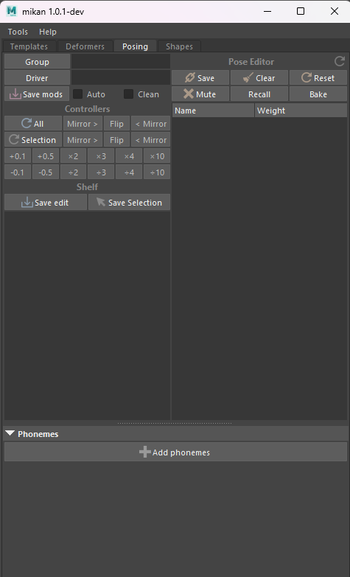 mikan 1.0.1-dev
Tools Help
Templates Deformers Posing Shapes
Group
Driver
Save mods Auto Clean
Controllers
All Mirror > Flip < Mirror
Selection Mirror > Flip < Mirror
+0.1 +0.5 ×2 ×3 ×4 ×10
-0.1 -0.5 ÷2 ÷3 ÷4 ÷10
Shelf
Save edit Save Selection
Pose Editor
Save Clear Reset
Mute Recall Bake
Name Weight
Phonemes
Add phonemes